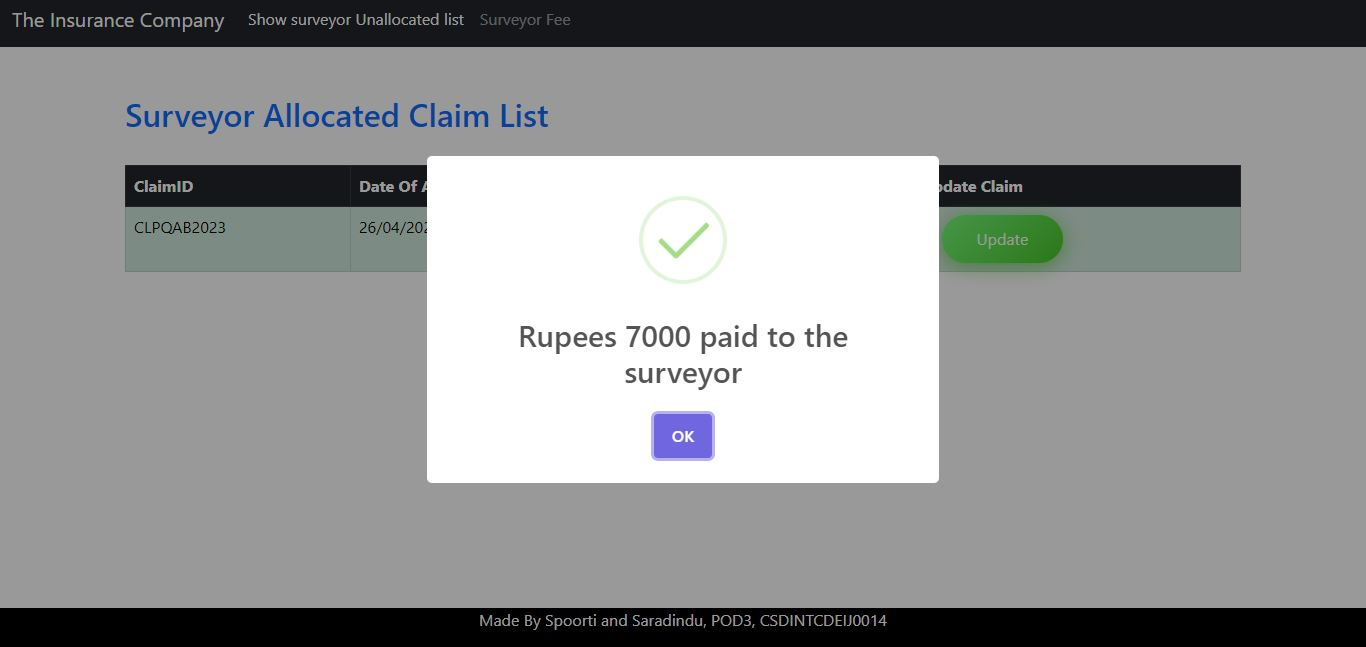 The Insurance Company Show surveyor Unallocated list Surveyor Fee
Surveyor Allocated Claim List
ClaimID Date Of Claim
CLPQAB2023 26/04/202 Update
Rupees 7000 paid to the
surveyor
OK
Made By Spoorti and Saradindu, POD3, CSDINTCDEIJ0014